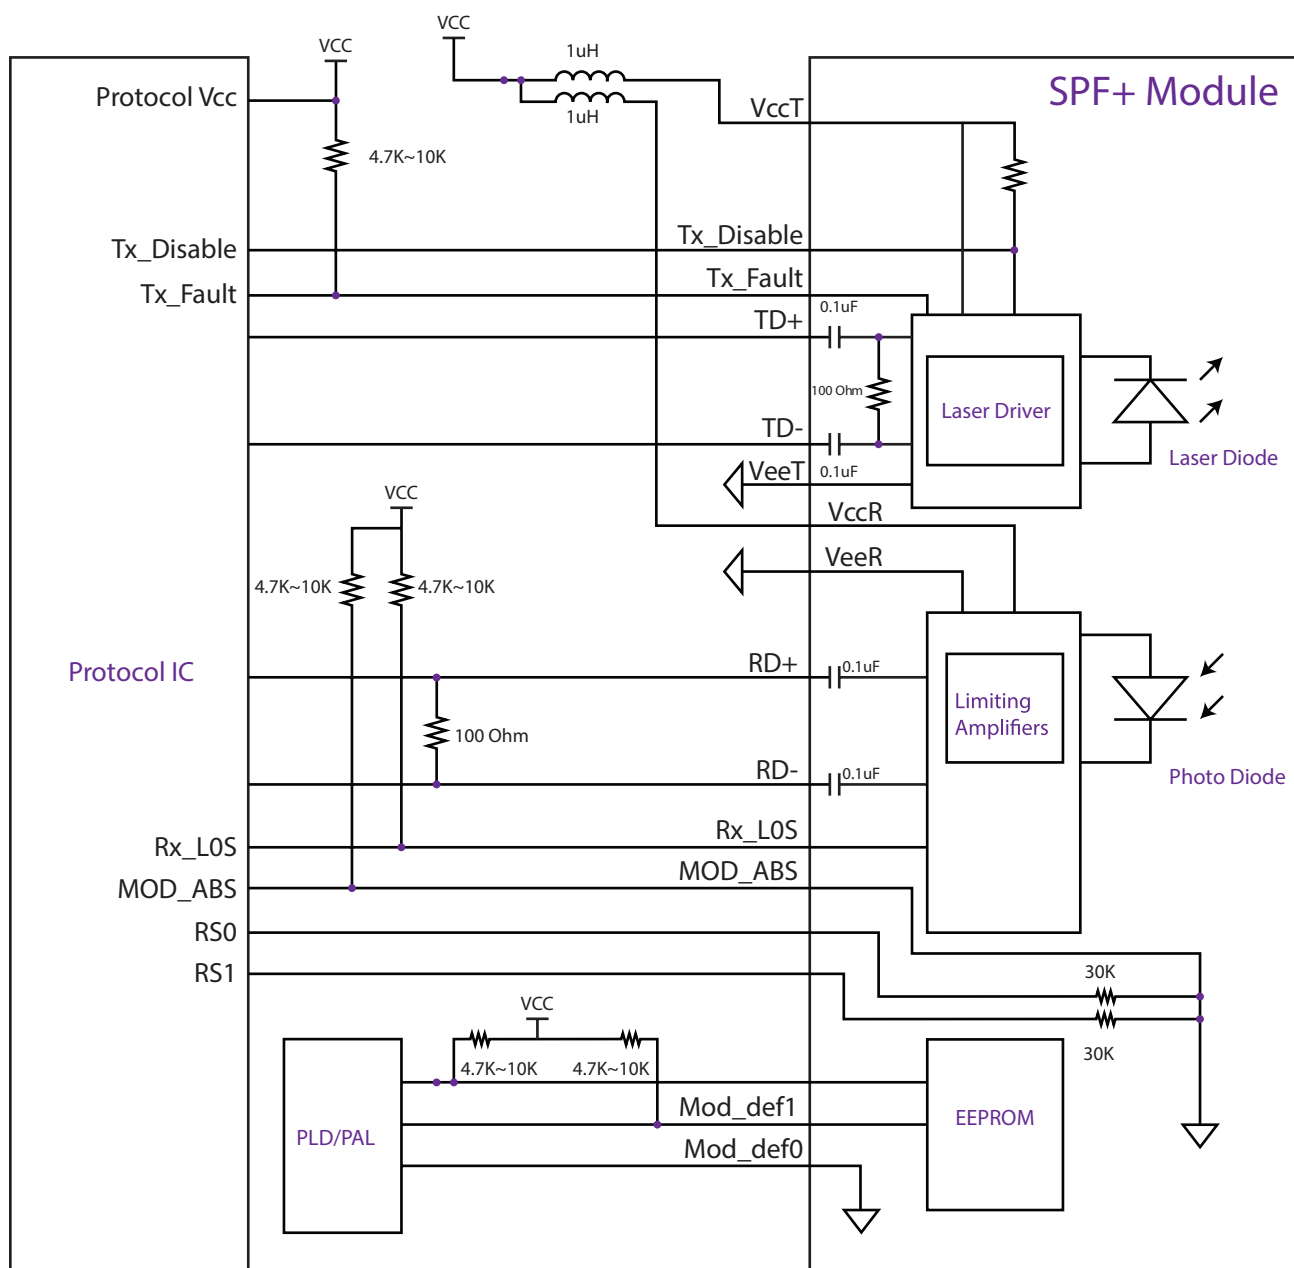 VCC
VCC
1uH
1uH
SPF+ Module
Protocol Vcc
VccT
4.7K~10K
Tx_Disable
Tx_Disable
Tx_Fault
Tx_Fault
0.1uF
TD+
100 Ohm
Laser Driver
TD-
Laser Diode
VeeT
0.1uF
VCC
VccR
VeeR
4.7K~10K
4.7K~10K
Protocol IC
RD+
0.1uF
Limiting
Amplifiers
100 Ohm
RD-
0.1uF
Photo Diode
Rx_L0S
Rx_L0S
MOD_ABS
MOD_ABS
RS0
RS1
30K
VCC
30K
4.7K~10K
4.7K~10K
Mod_def1
EEPROM
PLD/PAL
Mod_def0